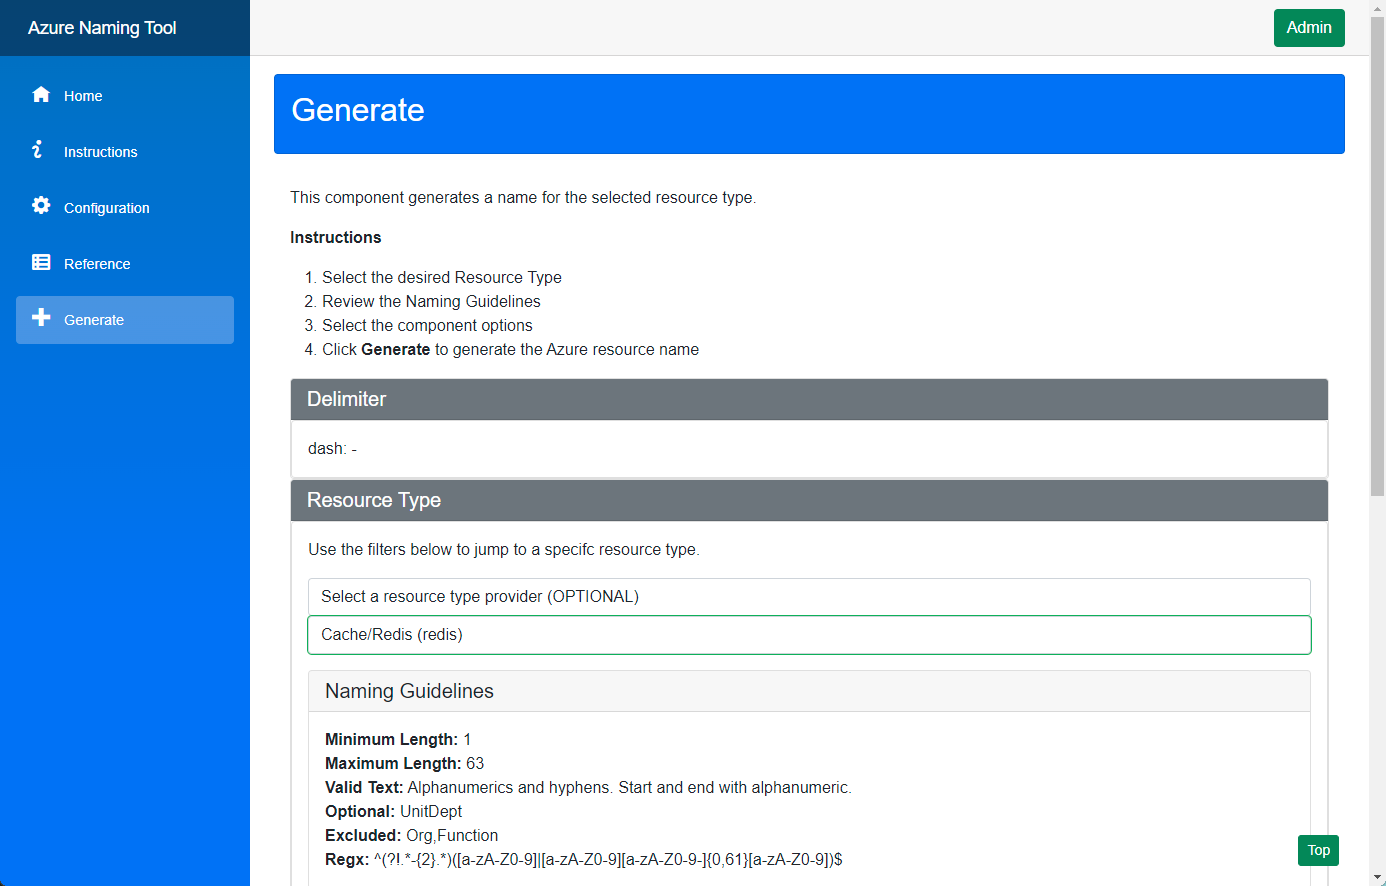 Azure Naming Tool
Admin
Home
Instructions
Configuration
Reference
Generate
Generate
This component generates a name for the selected resource type.
Instructions
1. Select the desired Resource Type
2. Review the Naming Guidelines
3. Select the component options
4. Click Generate to generate the Azure resource name
Delimiter
dash: -
Resource Type
Use the filters below to jump to a specifc resource type.
Select a resource type provider (OPTIONAL)
Cache/Redis (redis)
Naming Guidelines
Minimum Length: 1
Maximum Length: 63
Valid Text: Alphanumerics and hyphens. Start and end with alphanumeric.
Optional: UnitDept
Excluded: Org,Function
Regx: ^(?!.*-{2}.*)([a-zA-Z0-9]|[a-zA-Z0-9][a-zA-Z0-9-]{0,61}[a-zA-Z0-9])$
Top